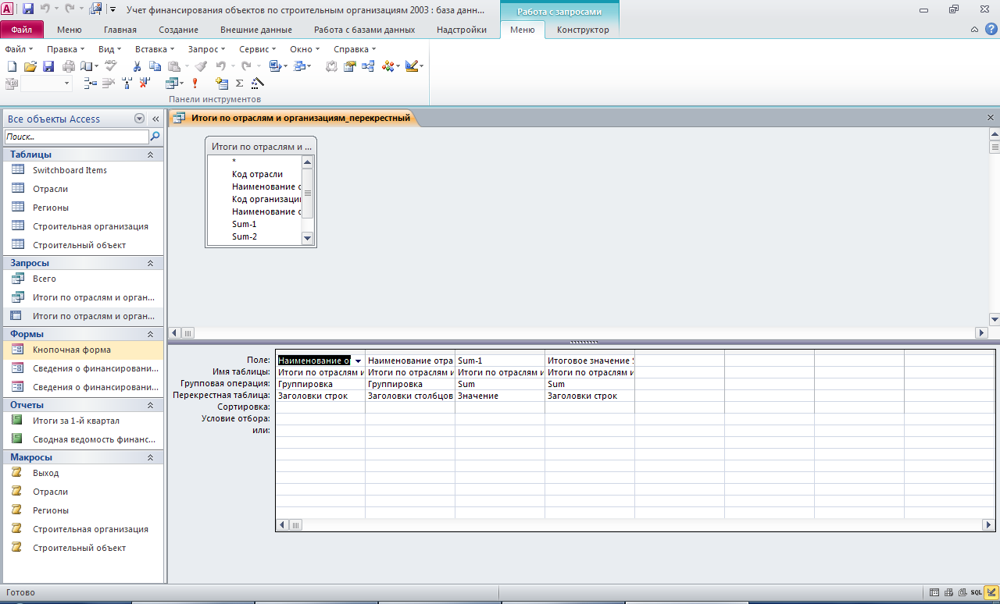 Учет финансирования объектов по строительным организациям 2003 : база данн...
Работа с запросами
Файл Меню Главная Создание Внешние данные Работа с базами данных Надстройки Меню Конструктор
Файл Правка Вид Вставка Запрос Сервис Окно Справка
Панели инструментов
Все объекты Access
Поиск...
Таблицы
Switchboard Items
Отрасли
Регионы
Строительная организация
Строительный объект
Запросы
Всего
Итоги по отраслям и орган...
Итоги по отраслям и орган...
Формы
Кнопочная форма
Сведения о финансировани...
Сведения о финансировани...
Отчеты
Итоги за 1-й квартал
Сводная ведомость финанс...
Макросы
Выход
Отрасли
Регионы
Строительная организация
Строительный объект
Итоги по отраслям и организациям_перекрестный
Итоги по отраслям и ...
*
Код отрасли
Наименование о
Код организаци
Наименование о
Sum-1
Sum-2
Поле: Наименование о Наименование отра Sum-1 Итоговое значение
Имя таблицы: Итоги по отраслям и Итоги по отраслям и Итоги по отраслям и Итоги по отраслям и
Групповая операция: Группировка Группировка Sum Sum
Перекрестная таблица: Заголовки строк Заголовки столбцов Значение Заголовки строк
Сортировка:
Условие отбора:
или:
Готово
SQL